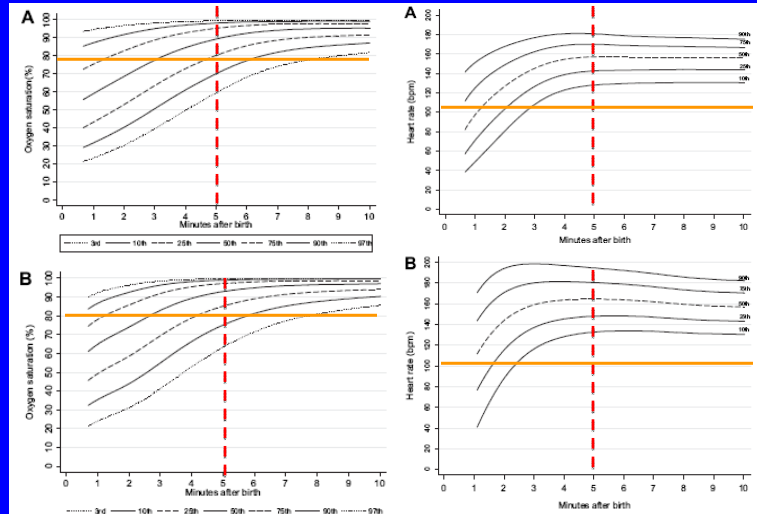 A
Oxygen saturation (%)
0 10 20 30 40 50 60 70 80 90 100
0 1 2 3 4 5 6 7 8 9 10
Minutes after birth
3rd 10th 25th 50th 75th 90th 97th
A
Heart rate (bpm)
0 20 40 60 80 100 120 140 160 180 200
90th
75th
50th
25th
10th
0 1 2 3 4 5 6 7 8 9 10
Minutes after birth
B
Oxygen saturation (%)
0 10 20 30 40 50 60 70 80 90 100
0 1 2 3 4 5 6 7 8 9 10
Minutes after birth
3rd 10th 25th 50th 75th 90th 97th
B
Heart rate (bpm)
0 20 40 60 80 100 120 140 160 180 200
90th
75th
50th
25th
10th
0 1 2 3 4 5 6 7 8 9 10
Minutes after birth